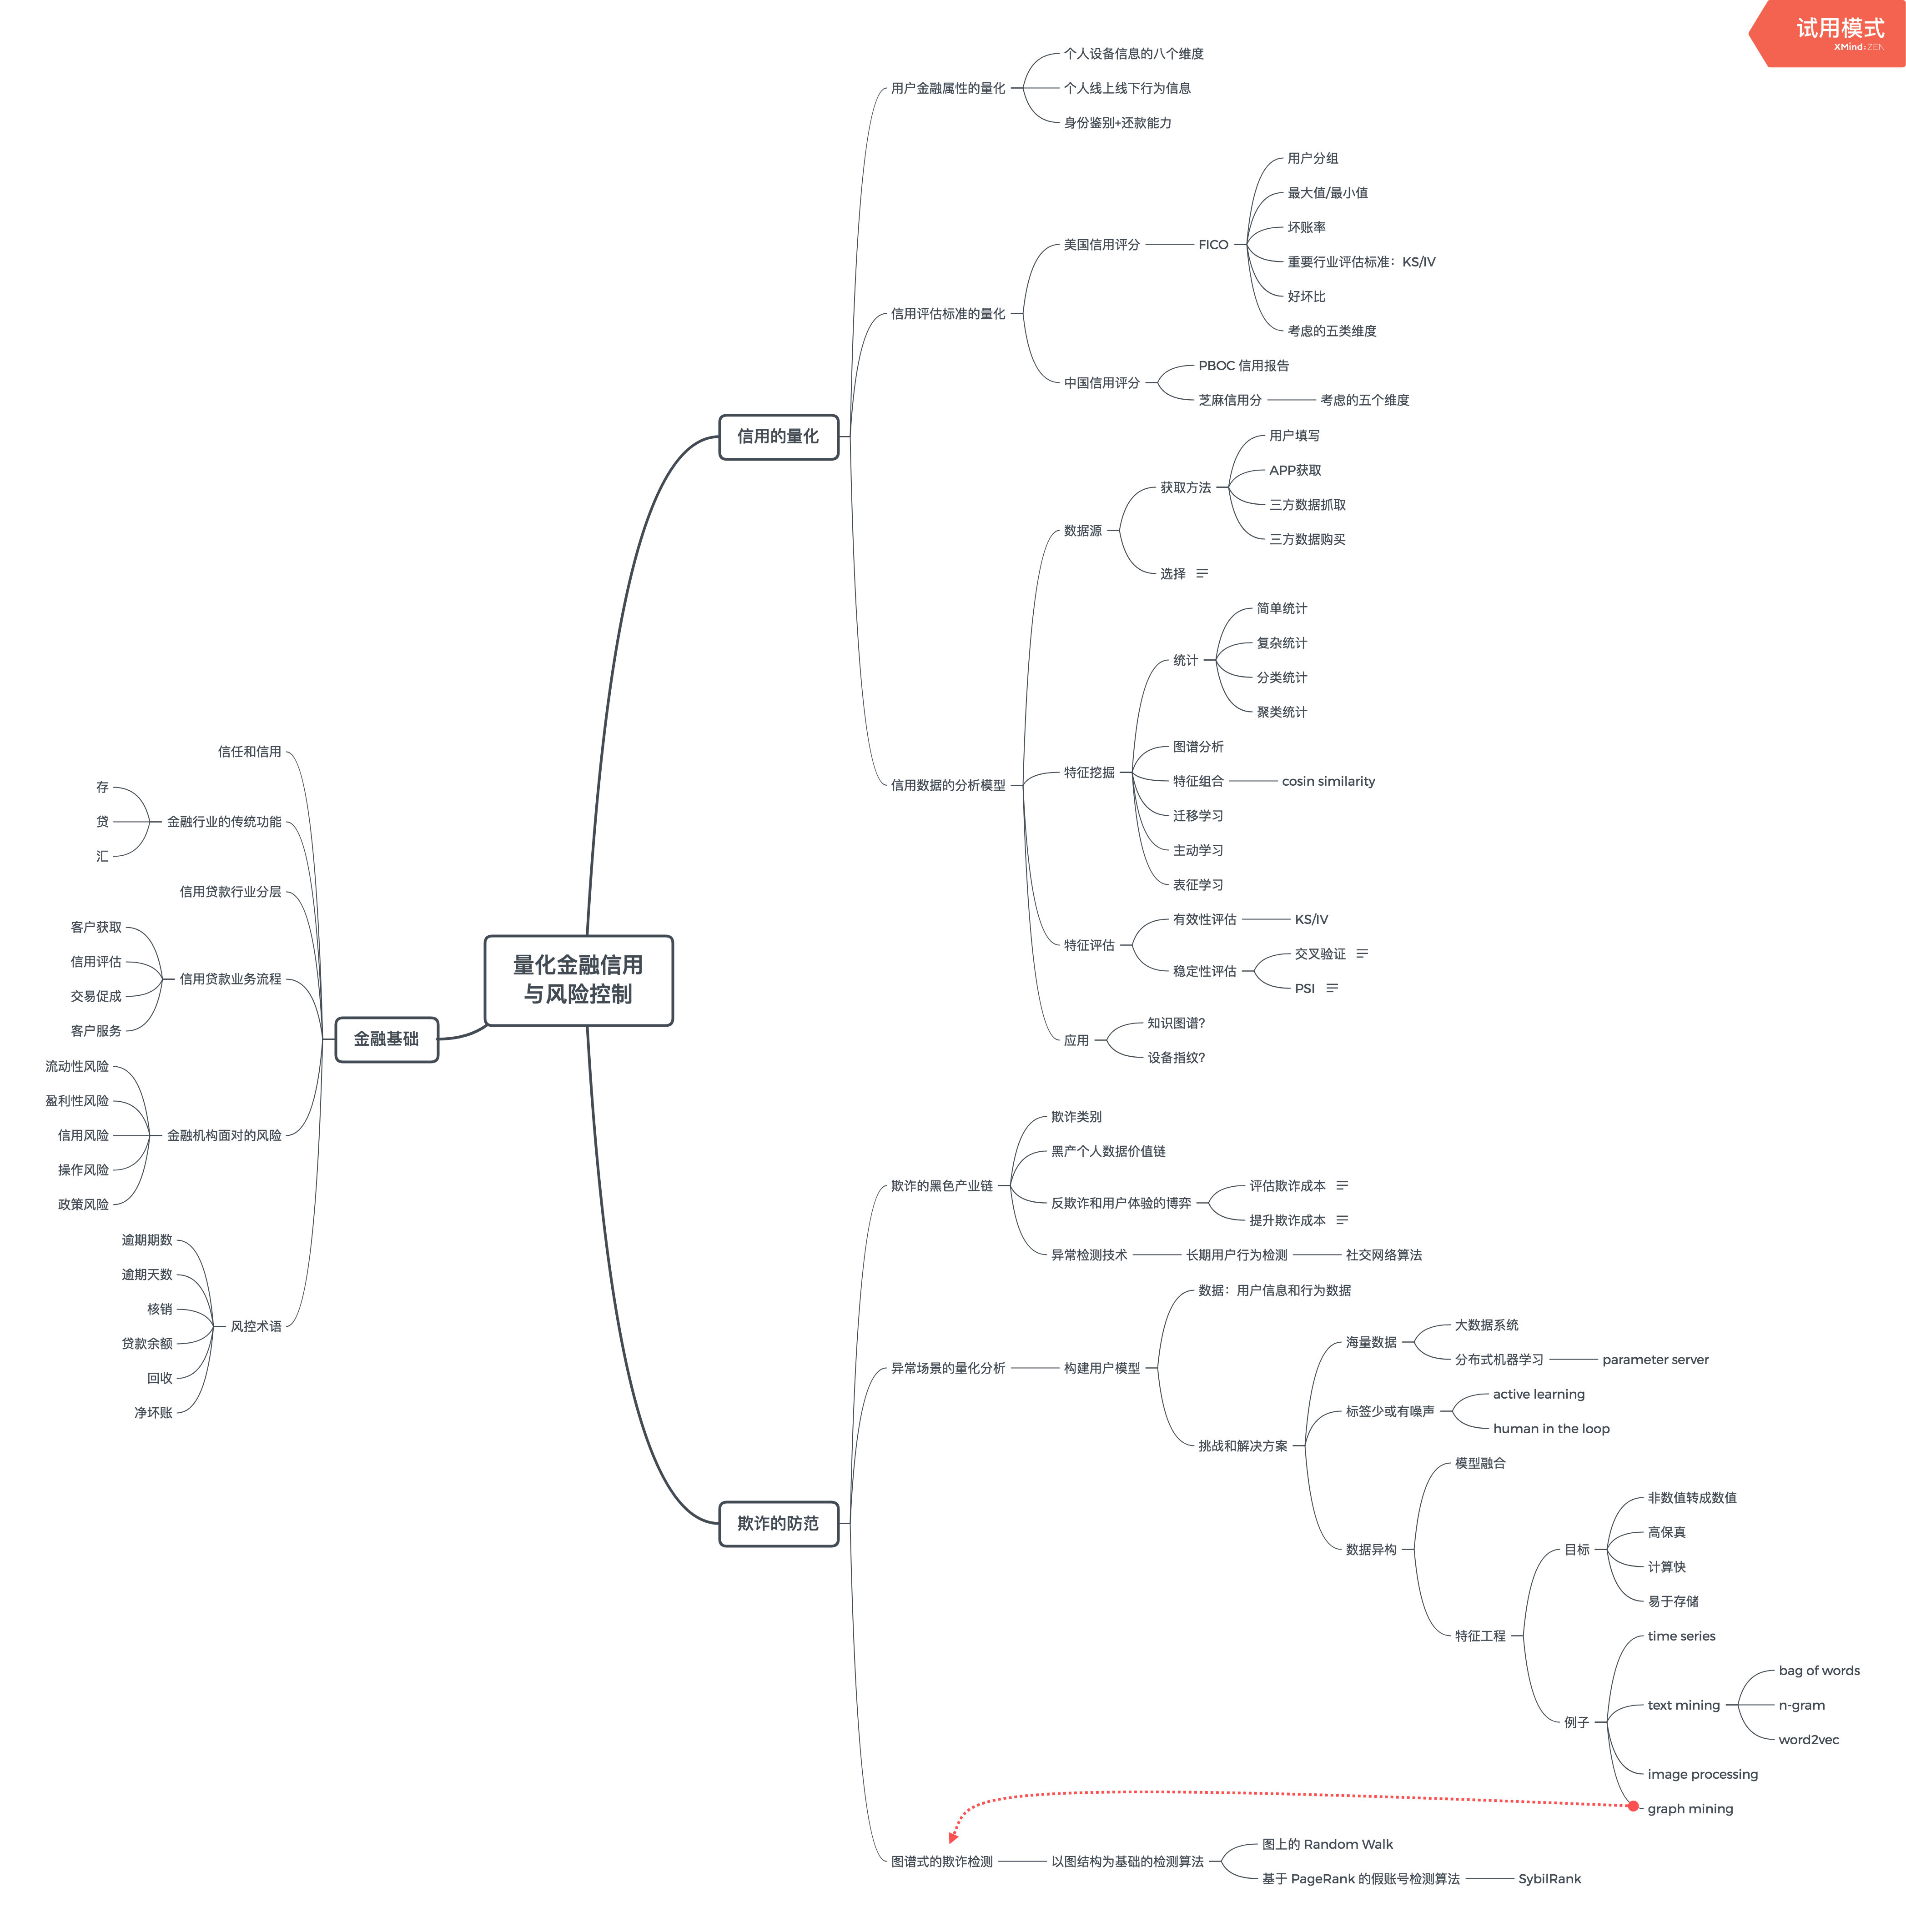 试用模式
XMind:ZEN
量化金融信用
与风险控制
信用的量化
用户金融属性的量化
个人设备信息的八个维度
个人线上线下行为信息
身份鉴别+还款能力
信用评估标准的量化
美国信用评分
FICO
用户分组
最大值/最小值
坏账率
重要行业评估标准：KS/IV
好坏比
考虑的五类维度
中国信用评分
PBOC 信用报告
芝麻信用分
考虑的五个维度
信用数据的分析模型
数据源
获取方法
用户填写
APP获取
三方数据抓取
三方数据购买
选择
特征挖掘
统计
简单统计
复杂统计
分类统计
聚类统计
图谱分析
特征组合
cosin similarity
迁移学习
主动学习
表征学习
特征评估
有效性评估
KS/IV
稳定性评估
交叉验证
PSI
应用
知识图谱?
设备指纹?
欺诈的防范
欺诈的黑色产业链
欺诈类别
黑产个人数据价值链
反欺诈和用户体验的博弈
评估欺诈成本
提升欺诈成本
异常检测技术
长期用户行为检测
社交网络算法
异常场景的量化分析
构建用户模型
数据：用户信息和行为数据
挑战和解决方案
海量数据
大数据系统
分布式机器学习
parameter server
标签少或有噪声
active learning
human in the loop
数据异构
模型融合
特征工程
目标
非数值转成数值
高保真
计算快
易于存储
例子
time series
text mining
bag of words
n-gram
word2vec
image processing
graph mining
图谱式的欺诈检测
以图结构为基础的检测算法
图上的 Random Walk
基于 PageRank 的假账号检测算法
SybilRank
金融基础
信任和信用
金融行业的传统功能
存
贷
汇
信用贷款行业分层
信用贷款业务流程
客户获取
信用评估
交易促成
客户服务
金融机构面对的风险
流动性风险
盈利性风险
信用风险
操作风险
政策风险
风控术语
逾期期数
逾期天数
核销
贷款余额
回收
净坏账